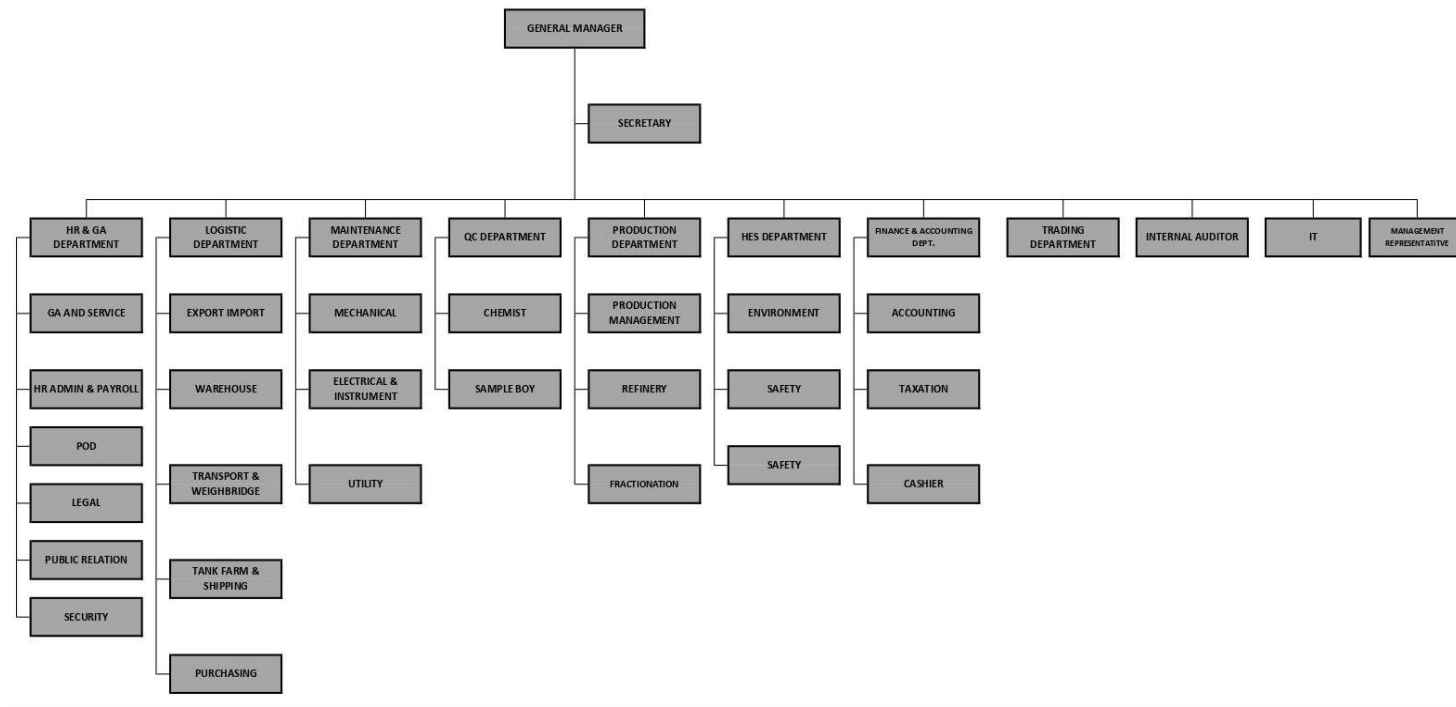 GENERAL MANAGER
SECRETARY
HR & GA
DEPARTMENT
LOGISTIC
DEPARTMENT
MAINTENANCE
DEPARTMENT
QC DEPARTMENT
PRODUCTION
DEPARTMENT
HES DEPARTMENT
FINANCE & ACCOUNTING
DEPT.
TRADING
DEPARTMENT
INTERNAL AUDITOR
IT
MANAGEMENT
REPRESENTATIVE
GA AND SERVICE
EXPORT IMPORT
MECHANICAL
CHEMIST
PRODUCTION
MANAGEMENT
ENVIRONMENT
ACCOUNTING
HR ADMIN & PAYROLL
WAREHOUSE
ELECTRICAL &
INSTRUMENT
SAMPLE BOY
REFINERY
SAFETY
TAXATION
POD
TRANSPORT &
WEIGHBRIDGE
UTILITY
FRACTIONATION
SAFETY
CASHIER
LEGAL
PUBLIC RELATION
TANK FARM &
SHIPPING
SECURITY
PURCHASING